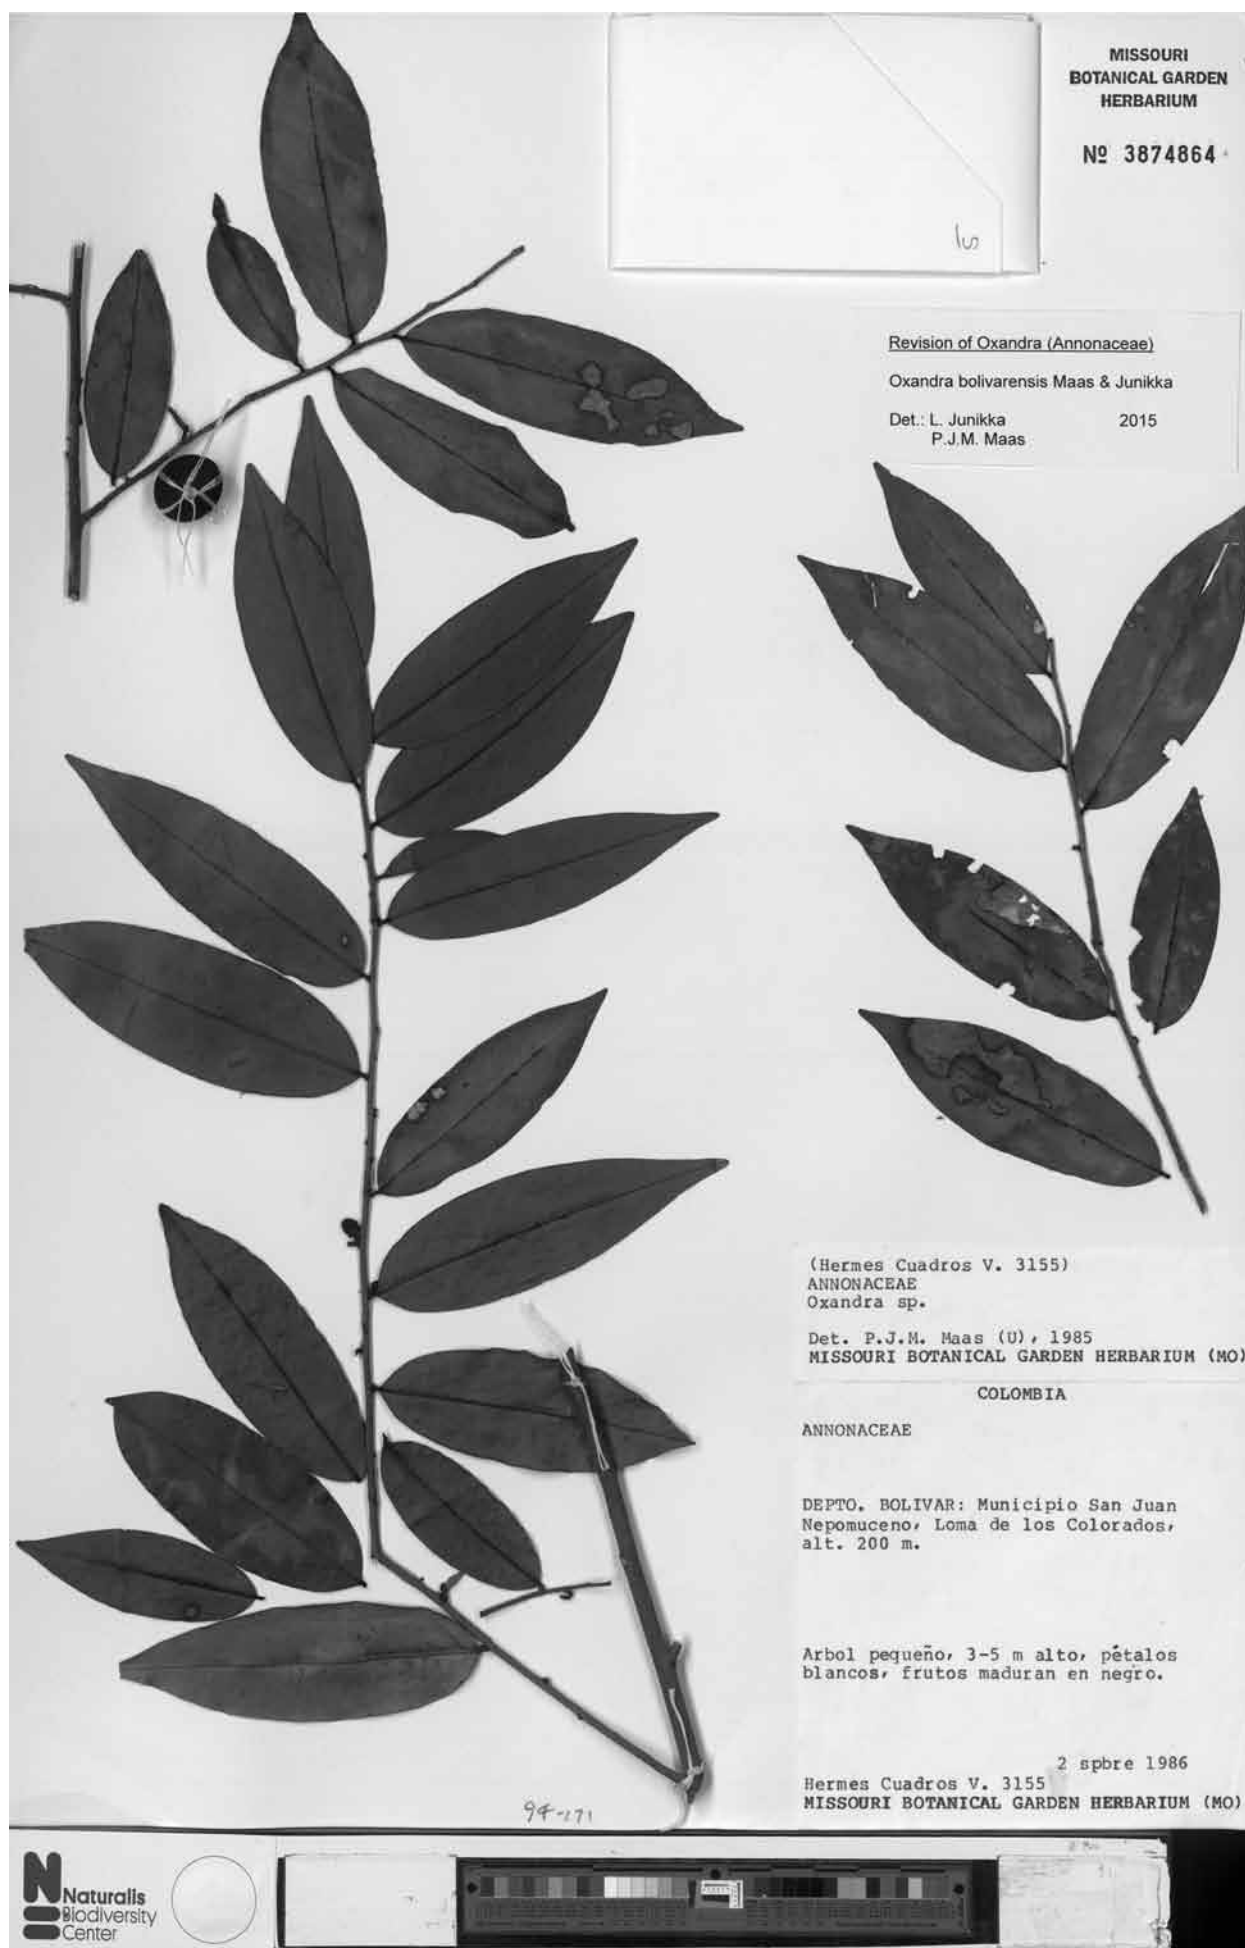 MISSOURI
BOTANICAL GARDEN
HERBARIUM
Nº 3874864
Revision of Oxandra (Annonaceae)
Oxandra bolivarensis Maas & Junikka
Det.: L. Junikka 2015
P.J.M. Maas
(Hermes Cuadros V. 3155)
ANNONACEAE
Oxandra sp.
Det. P.J.M. Maas (U), 1985
MISSOURI BOTANICAL GARDEN HERBARIUM (MO)
COLOMBIA
ANNONACEAE
DEPTO. BOLIVAR: Municipio San Juan
Nepomuceno, Loma de los Colorados,
alt. 200 m.
Arbol pequeño, 3-5 m alto, pétalos
blancos, frutos maduran en negro.
2 spbre 1986
Hermes Cuadros V. 3155
MISSOURI BOTANICAL GARDEN HERBARIUM (MO)
94-171
Naturalis
Biodiversity
Center